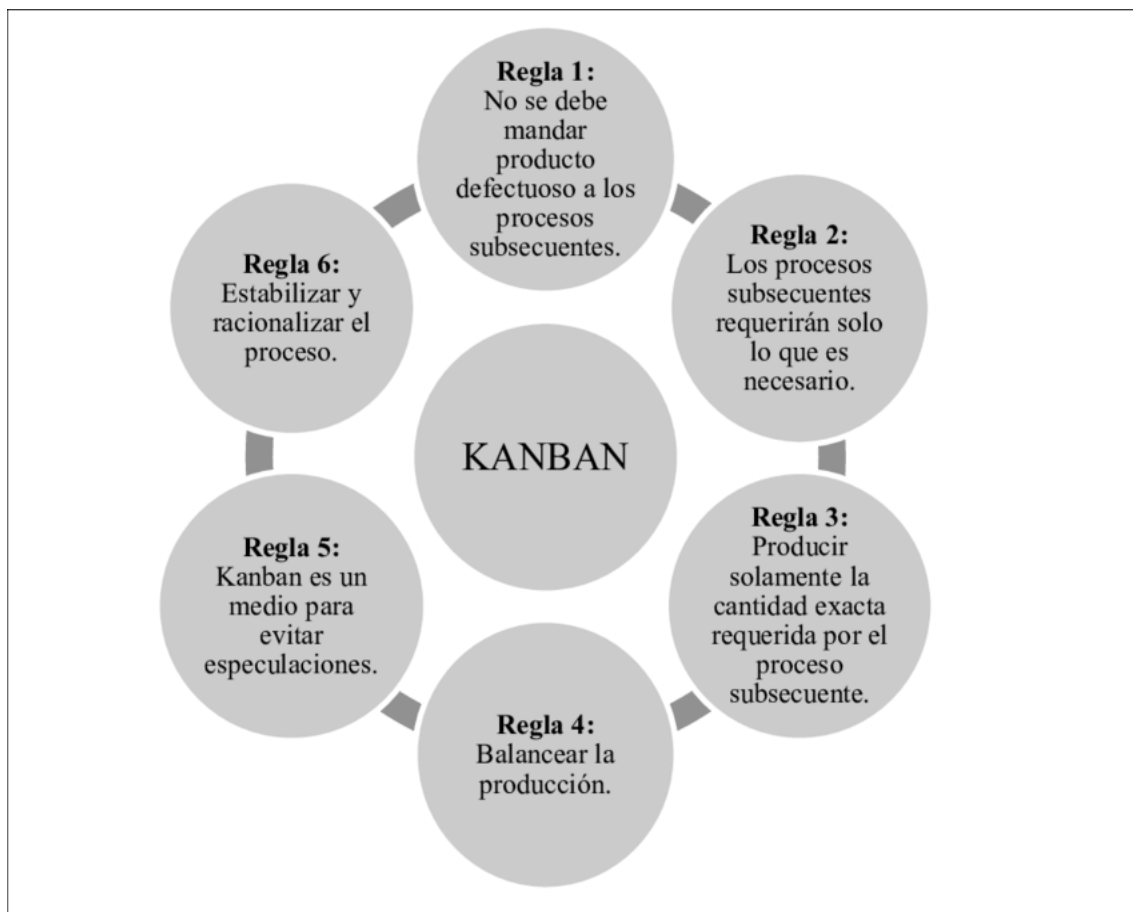 Regla 1:
No se debe
mandar
producto
defectuoso a los
procesos
subsecuentes.
Regla 2:
Los procesos
subsecuentes
requerirán solo
lo que es
necesario.
Regla 3:
Producir
solamente la
cantidad exacta
requerida por el
proceso
subsecuente.
Regla 4:
Balancear la
producción.
Regla 5:
Kanban es un
medio para
evitar
especulaciones.
Regla 6:
Estabilizar y
racionalizar el
proceso.
KANBAN